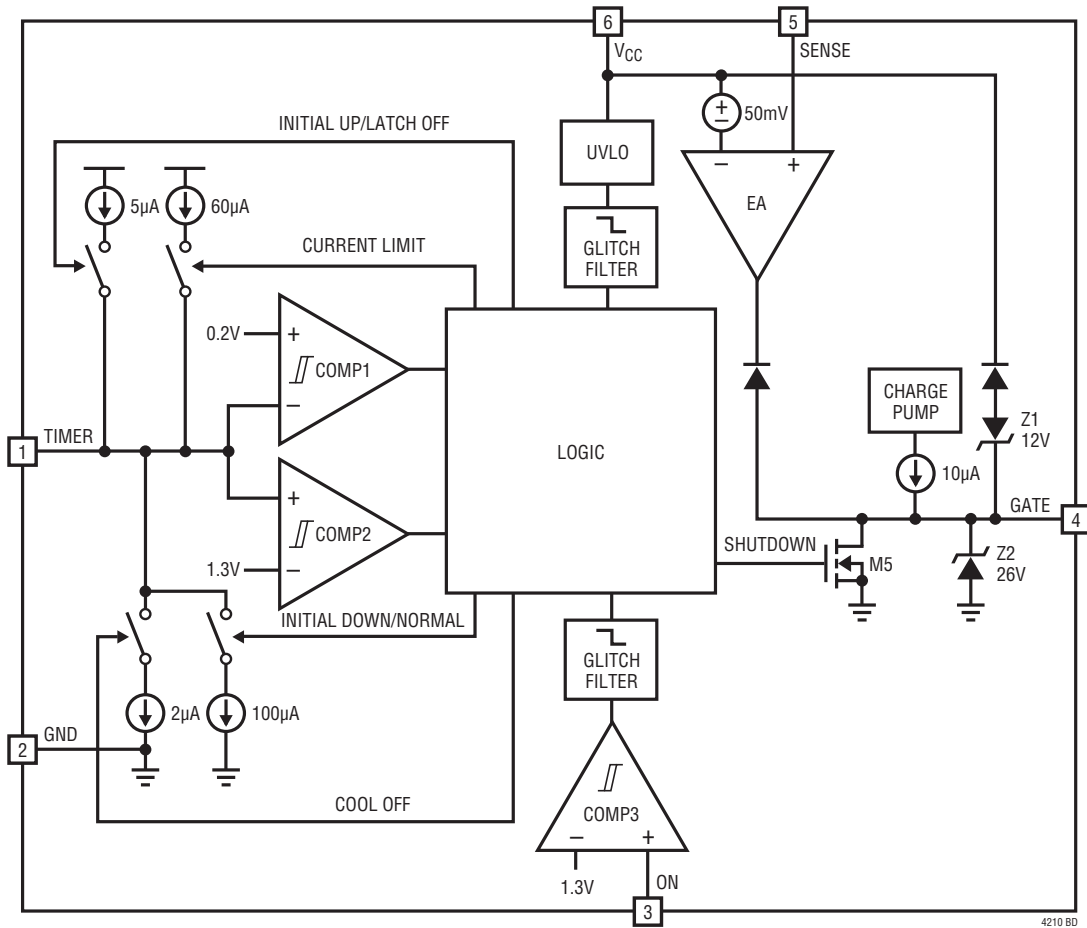 6
5
VCC
SENSE
+
−
50mV
INITIAL UP/LATCH OFF
UVLO
−
+
EA
5µA
60µA
GLITCH
FILTER
CURRENT LIMIT
0.2V
+
COMP1
−
CHARGE
PUMP
Z1
12V
1
TIMER
LOGIC
10µA
+
COMP2
1.3V
−
GATE
4
SHUTDOWN
M5
Z2
26V
INITIAL DOWN/NORMAL
GLITCH
FILTER
2µA
100µA
2
GND
COOL OFF
COMP3
−
+
1.3V
ON
3
4210 BD